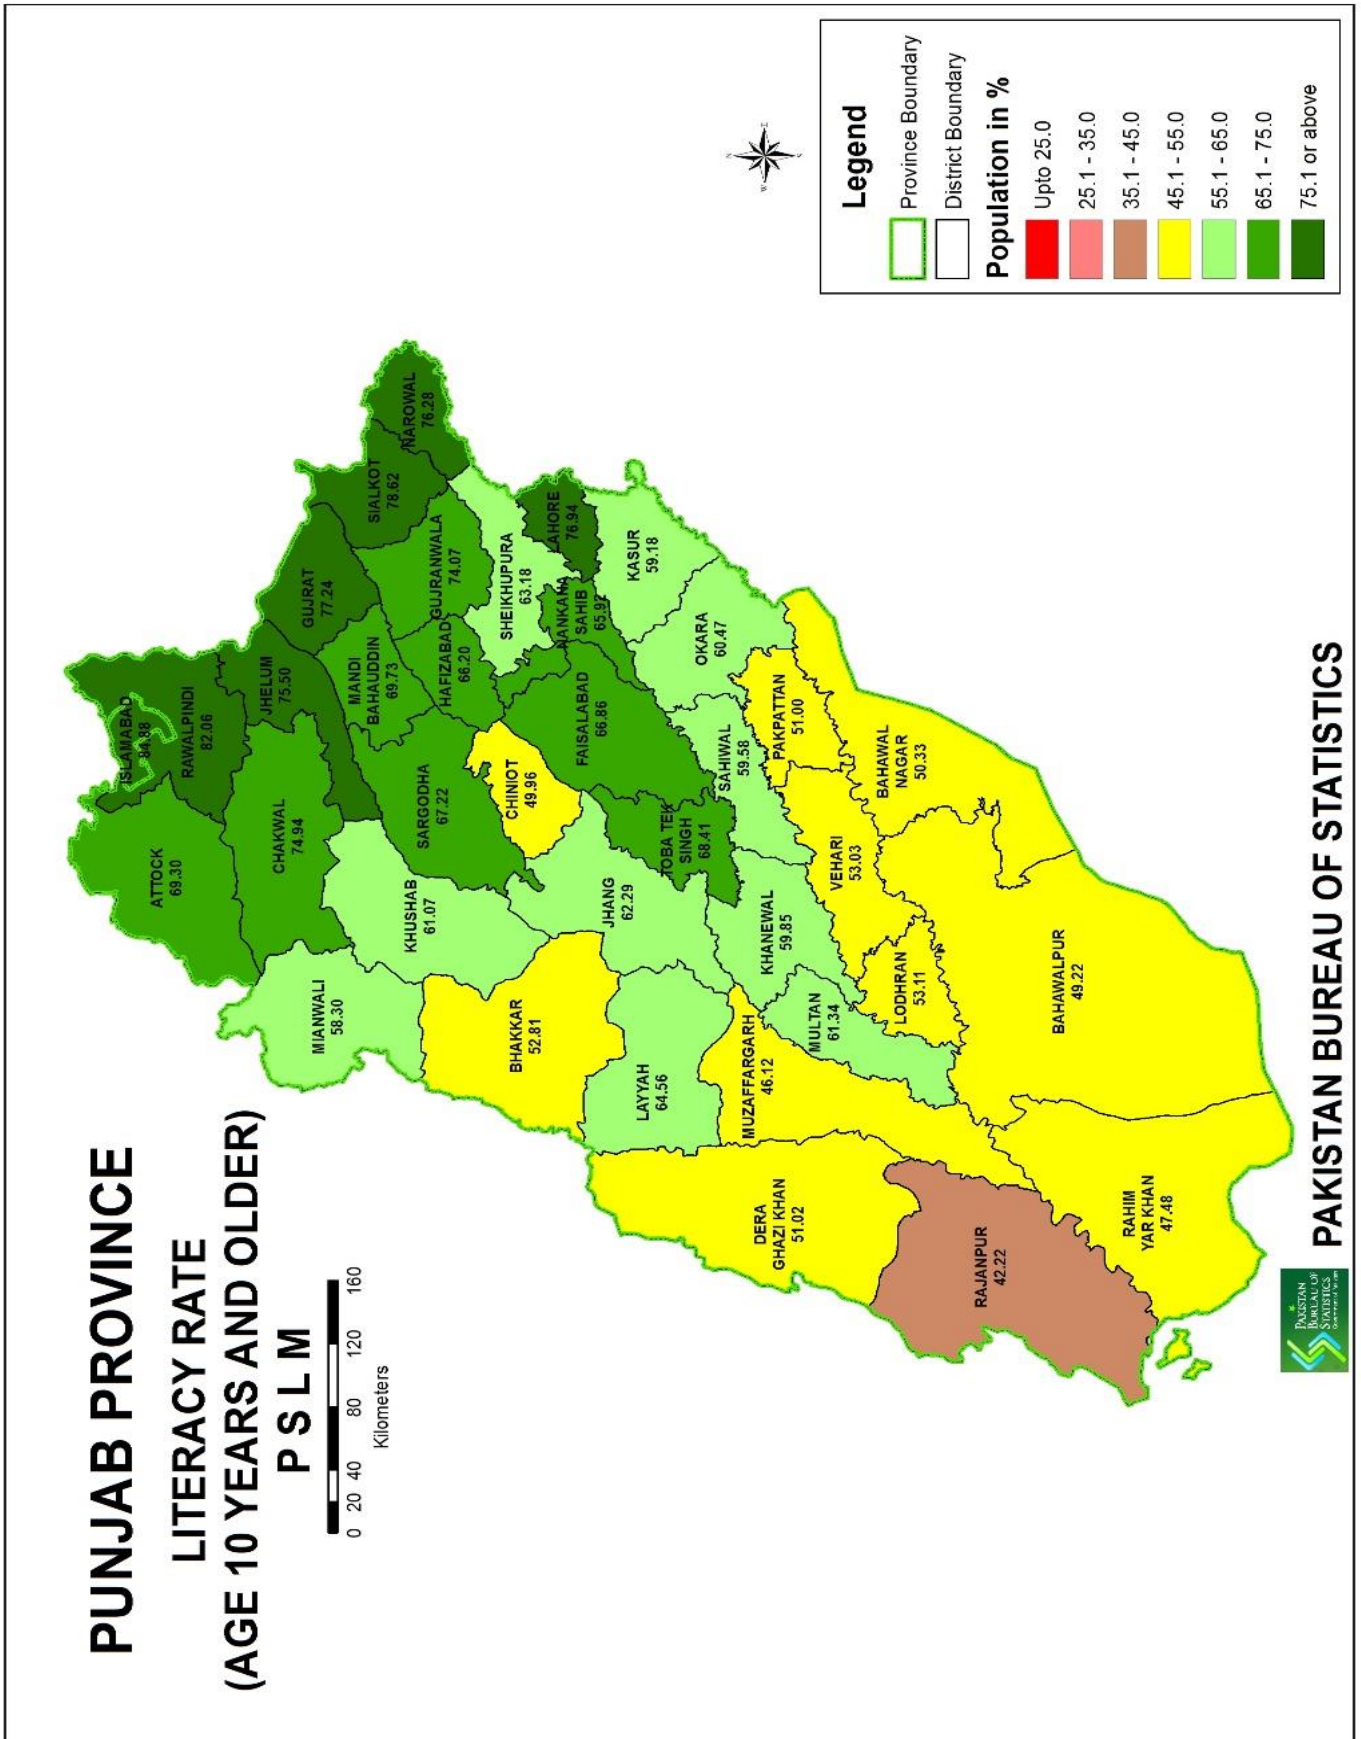 PUNJAB PROVINCE
LITERACY RATE
(AGE 10 YEARS AND OLDER)
P S L M
0 20 40 80 120 160
Kilometers
ATTOCK
69.30
ISLAMABAD
84.88
RAWALPINDI
82.06
CHAKWAL
74.94
JHELUM
75.50
GUJRAT
77.24
MANDI
BAHAUDDIN
69.73
SIALKOT
78.62
NAROWAL
76.28
GUJRANWALA
74.07
HAFIZABAD
66.20
SARGODHA
67.22
KHUSHAB
61.07
MIANWALI
58.30
BHAKKAR
52.81
CHINIOT
49.96
SHEIKHUPURA
63.18
LAHORE
76.94
NANKANA
SAHIB
65.97
FAISALABAD
66.86
JHANG
62.29
TOBA TEK
SINGH
68.41
KASUR
59.18
OKARA
60.47
SAHIWAL
59.58
PAKPATTAN
51.00
LAYYAH
64.56
MUZAFFARGARH
46.12
KHANEWAL
59.85
MULTAN
61.34
VEHARI
53.03
LODHRAN
53.11
BAHAWAL
NAGAR
50.33
BAHAWALPUR
49.22
DERA
GHAZI KHAN
51.02
RAJANPUR
42.22
RAHIM
YAR KHAN
47.48
N
W
E
S
Legend
Province Boundary
District Boundary
Population in %
Upto 25.0
25.1 - 35.0
35.1 - 45.0
45.1 - 55.0
55.1 - 65.0
65.1 - 75.0
75.1 or above
PAKISTAN
BUREAU OF
STATISTICS
PAKISTAN BUREAU OF STATISTICS